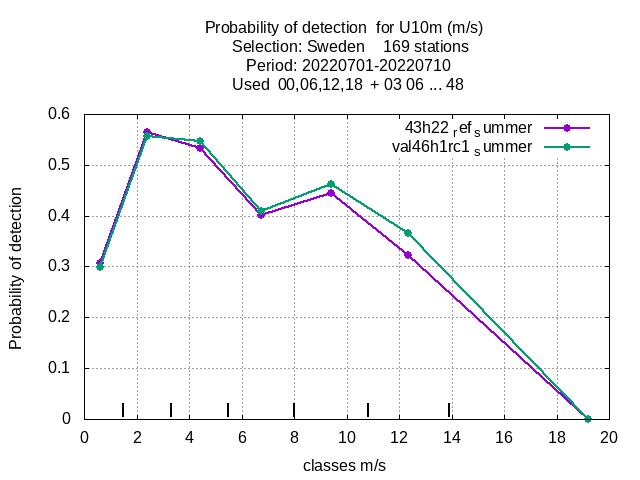 Probability of detection for U10m (m/s)
Selection: Sweden 169 stations
Period: 20220701-20220710
Used 00,06,12,18 + 03 06 ... 48
43h22ref_summer
val46h1rc1_summer
0.6
0.5
0.4
0.3
0.2
0.1
0
Probability of detection
0 2 4 6 8 10 12 14 16 18 20
classes m/s